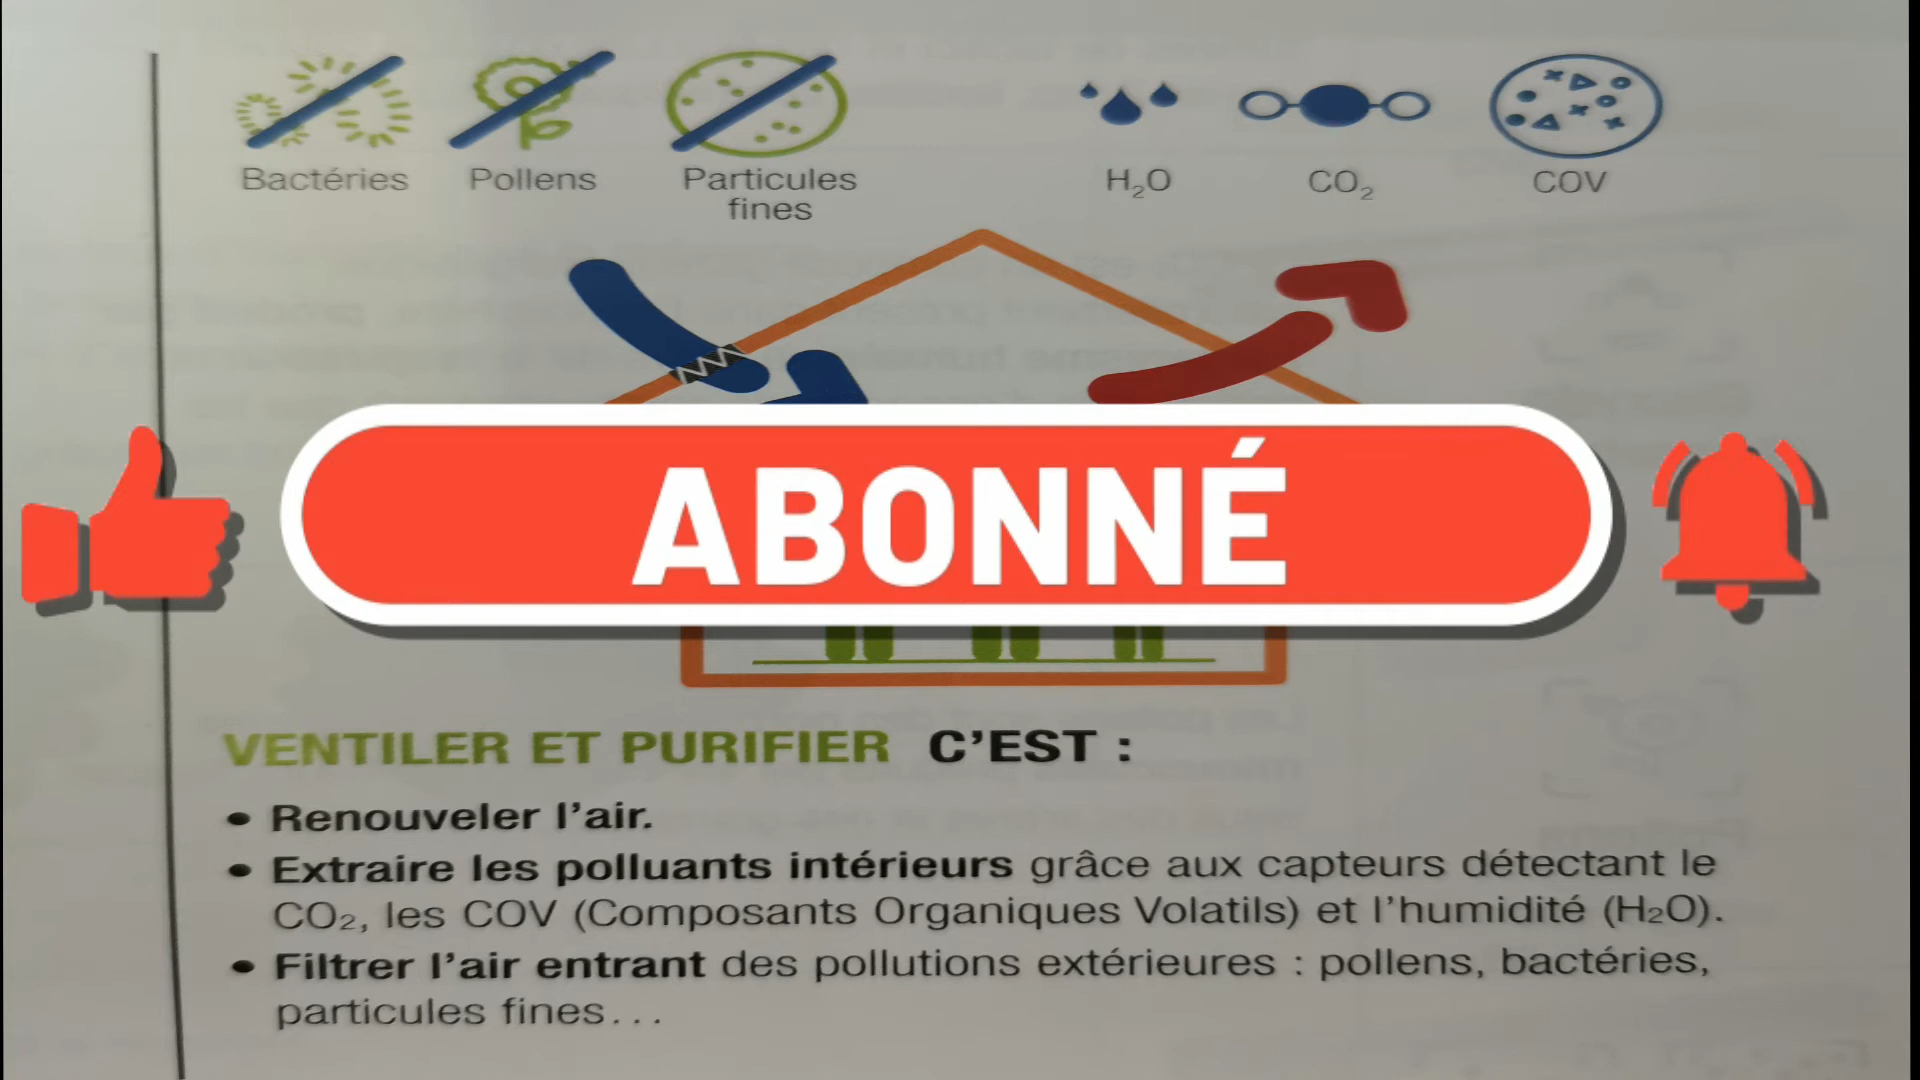 Bactéries Pollens Particules fines H₂O CO₂ COV
ABONNÉ
VENTILER ET PURIFIER C'EST :
• Renouveler l'air.
• Extraire les polluants intérieurs grâce aux capteurs détectant le
CO₂, les COV (Composants Organiques Volatils) et l'humidité (H₂O).
• Filtrer l'air entrant des pollutions extérieures : pollens, bactéries,
particules fines...